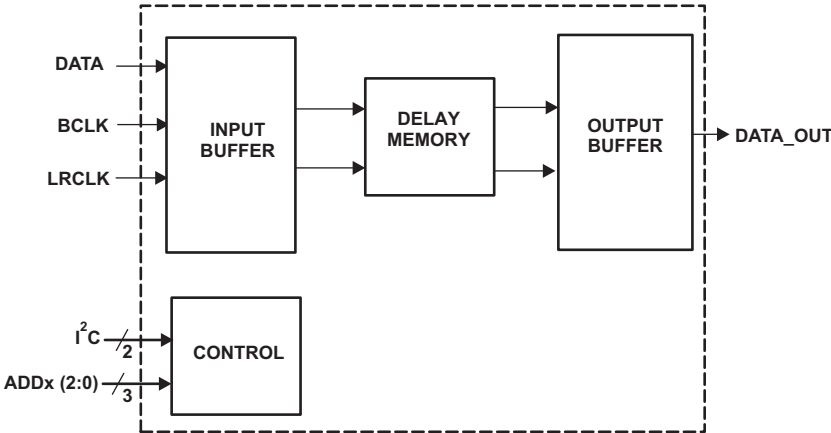 DATA
BCLK
LRCLK
INPUT
BUFFER
DELAY
MEMORY
OUTPUT
BUFFER
DATA_OUT
I²C
2
ADDx (2:0)
3
CONTROL